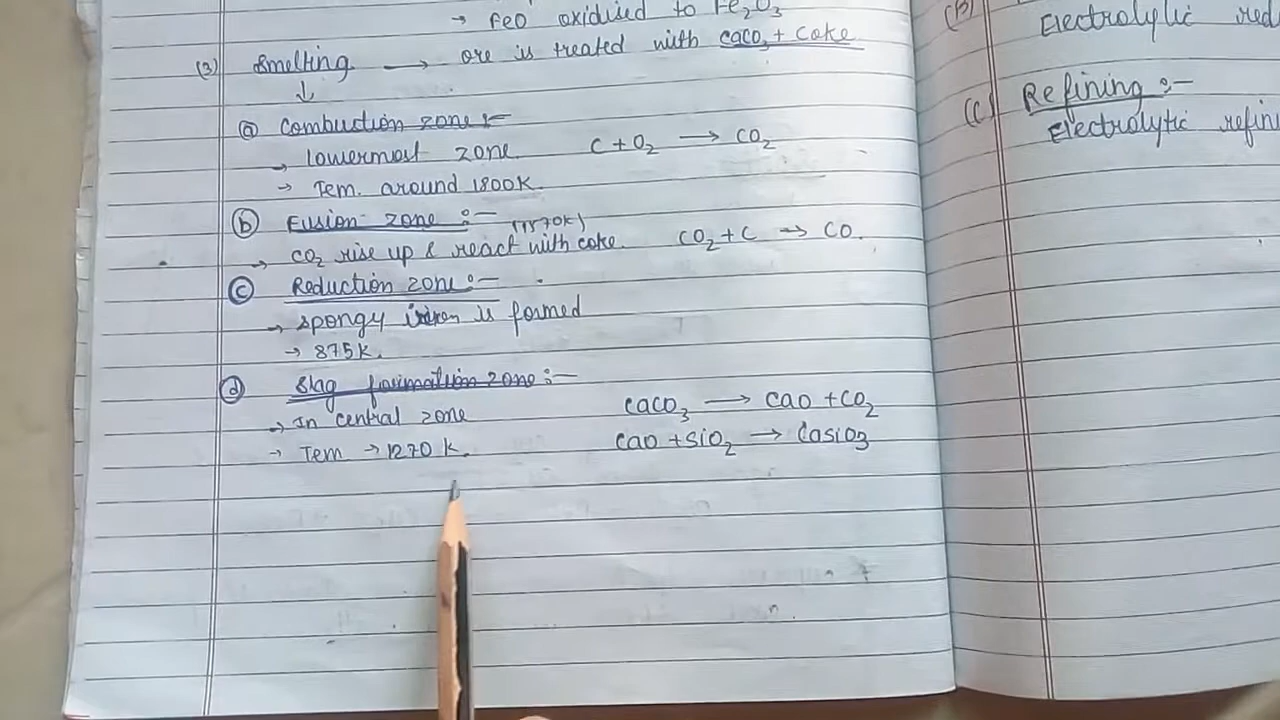 → FeO oxidised to Fe2O3
(3) Smelting → ore is treated with CaCO3 + Coke
↓
(a) Combuction zone :-
→ lowermost zone. C + O2 → CO2
→ Tem. around 1800K.
(b) Fusion zone :- (1570K)
→ CO2 rise up & react with coke. CO2 + C → CO.
(c) Reduction zone :-
→ spongy iron is formed
→ 875K.
(d) Slag formation zone :-
→ In central zone CaCO3 → CaO + CO2
→ Tem → 1270 K. CaO + SiO2 → CaSiO3
(B)
Electrolytic red
(C) Refining :-
Electrolytic refini